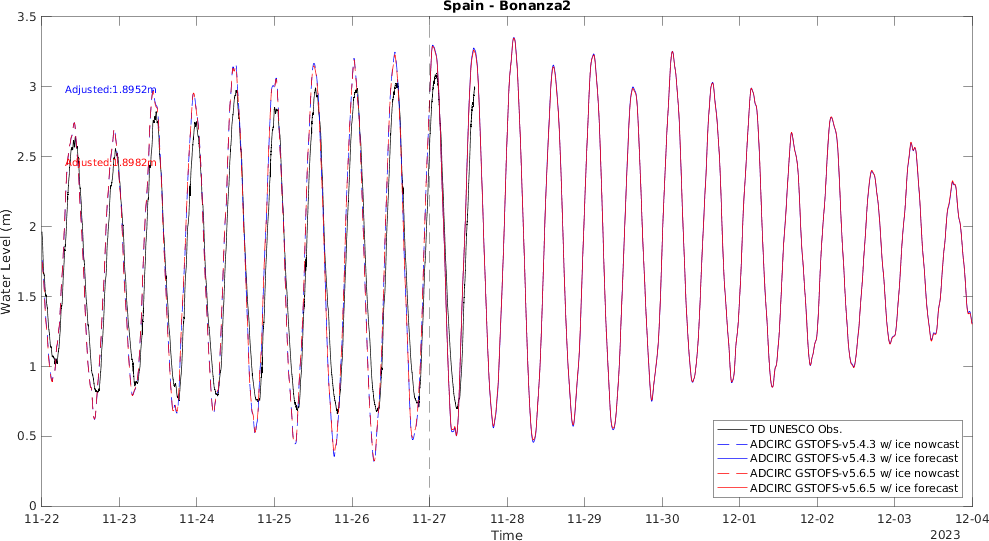 Spain - Bonanza2
3.5
3
2.5
2
1.5
1
0.5
0
Water Level (m)
Adjusted:1.8952m
Adjusted:1.8982m
TD UNESCO Obs.
ADCIRC GSTOFS-v5.4.3 w/ ice nowcast
ADCIRC GSTOFS-v5.4.3 w/ ice forecast
ADCIRC GSTOFS-v5.6.5 w/ ice nowcast
ADCIRC GSTOFS-v5.6.5 w/ ice forecast
11-22 11-23 11-24 11-25 11-26 11-27 11-28 11-29 11-30 12-01 12-02 12-03 12-04
Time
2023